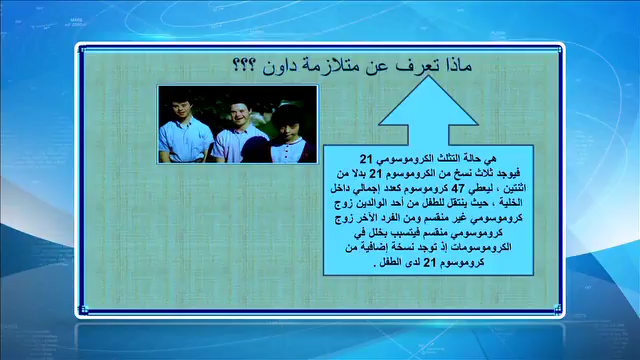 ماذا تعرف عن متلازمة داون ؟؟؟
هي حالة التثلث الكروموسومي 21
فيوجد ثلاث نسخ من الكروموسوم 21 بدلا من
اثنتين ، ليعطي 47 كروموسوم كعدد إجمالي داخل
الخلية ، حيث ينتقل للطفل من أحد الوالدين زوج
كروموسومي غير منقسم ومن الفرد الآخر زوج
كروموسومي منقسم فيتسبب بخلل في
الكروموسومات إذ توجد نسخة إضافية من
كروموسوم 21 لدى الطفل .